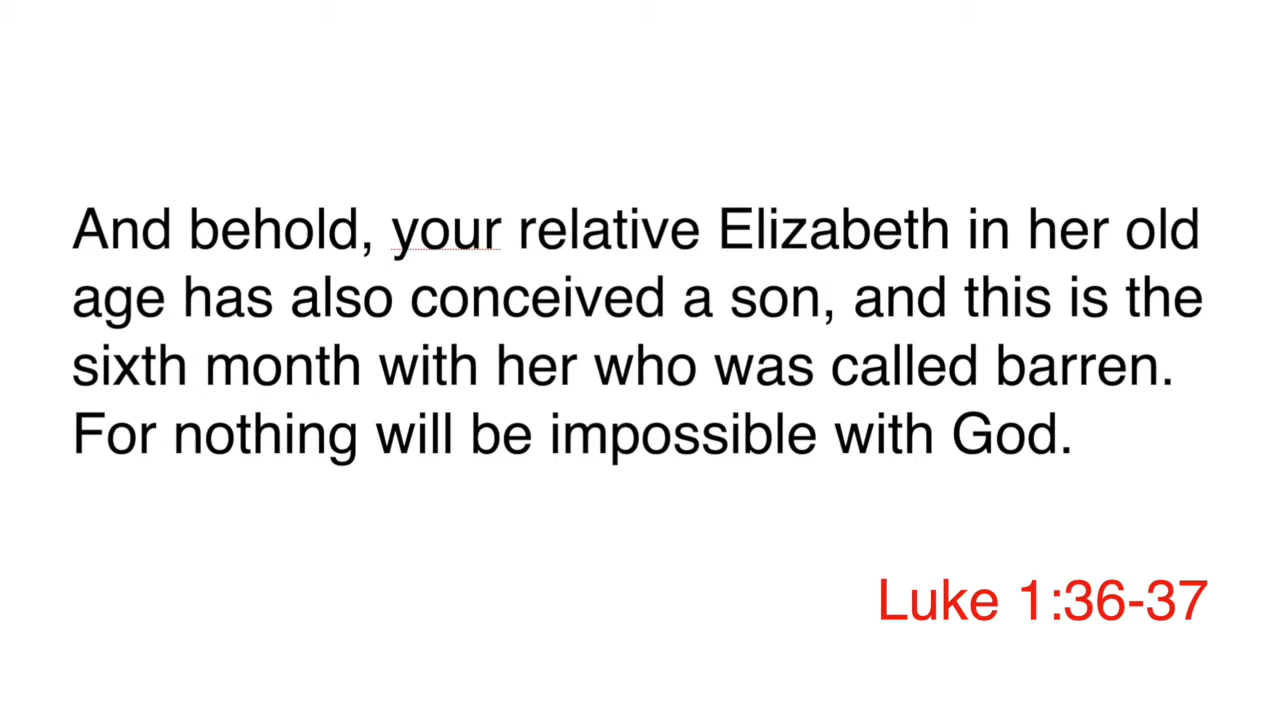 And behold, your relative Elizabeth in her old
age has also conceived a son, and this is the
sixth month with her who was called barren.
For nothing will be impossible with God.
Luke 1:36-37